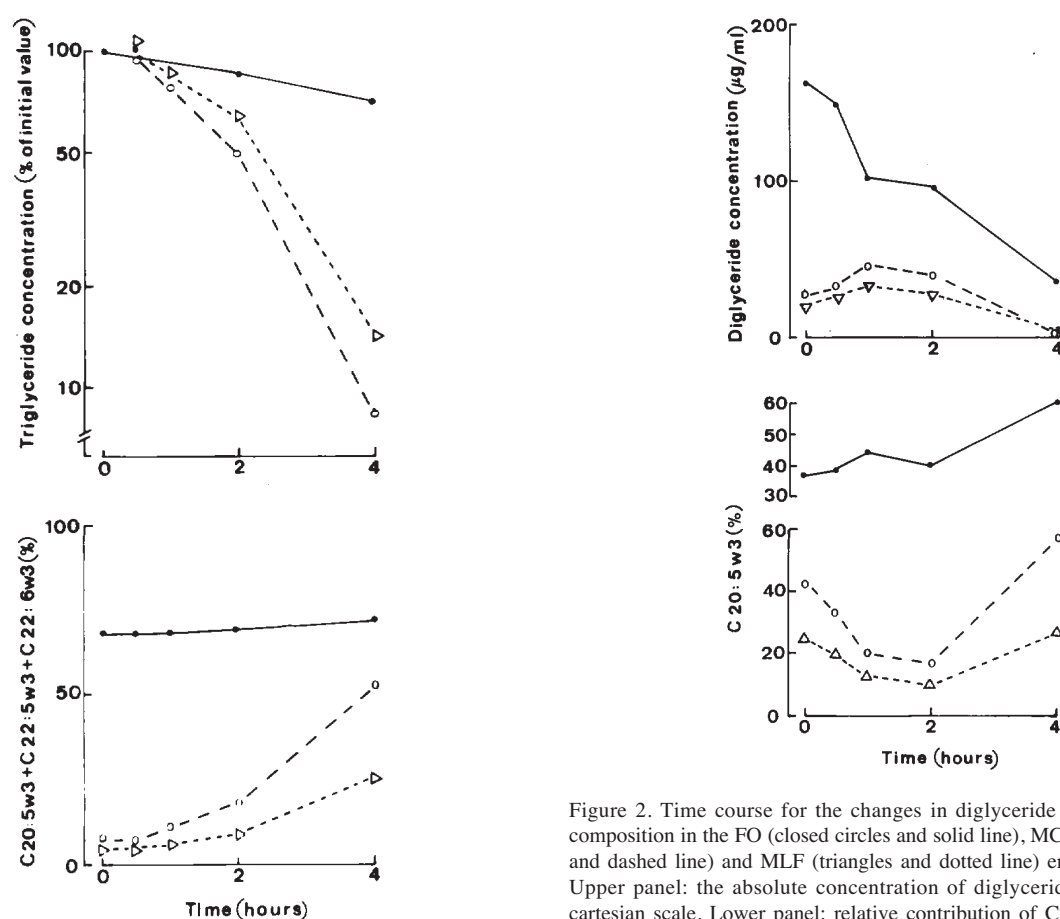 Triglyceride concentration (% of initial value)
100
50
20
10
0
2
4
C20:5w3+C22:5w3+C22:6w3(%)
100
50
0
0
2
4
Time (hours)
Diglyceride concentration (µg/ml)
200
100
0
0
2
4
60
50
40
30
C20:5w3(%)
60
40
20
0
0
2
4
Time (hours)
Figure 2. Time course for the changes in diglyceride
composition in the FO (closed circles and solid line),
and dashed line) and MLF (triangles and dotted line)
Upper panel: the absolute concentration of
cartesian scale. Lower panel: relative contribution of